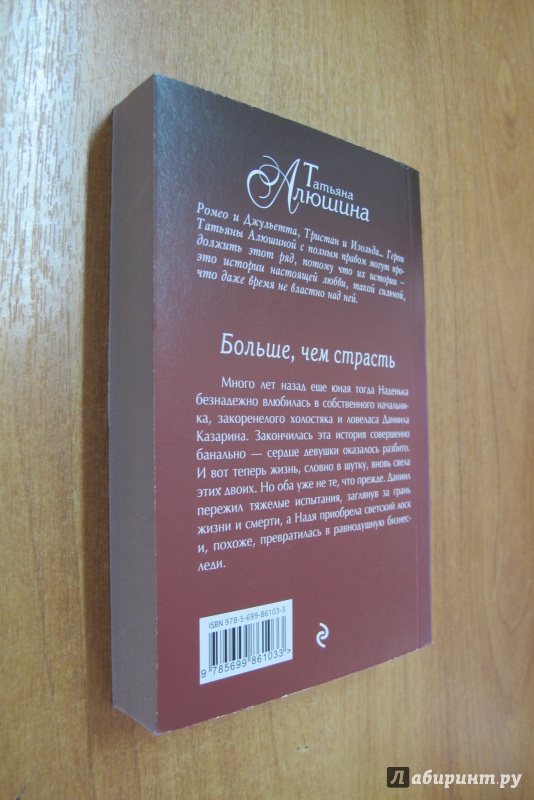 Татьяна
Алюшина
Ромео и Джульетта, Тристан и Изольда... Герои
Татьяны Алюшиной с полным правом могут про-
должить этот ряд, потому что их истории –
это истории настоящей любви, такой сильной,
что даже время не властно над ней.
Больше, чем страсть
Много лет назад еще юная тогда Наденька
безнадежно влюбилась в собственного начальни-
ка, закоренелого холостяка и ловеласа Даниила
Казарина. Закончилась эта история совершенно
банально — сердце девушки оказалось разбито.
И вот теперь жизнь, словно в шутку, вновь свела
этих двоих. Но оба уже не те, что прежде. Даниил
пережил тяжелые испытания, заглянув за грань
жизни и смерти, а Надя приобрела светский лоск
и, похоже, превратилась в равнодушную бизнес-
леди.
ISBN 978-5-699-86103-3
9 785699 861033 >
Лабиринт.ру